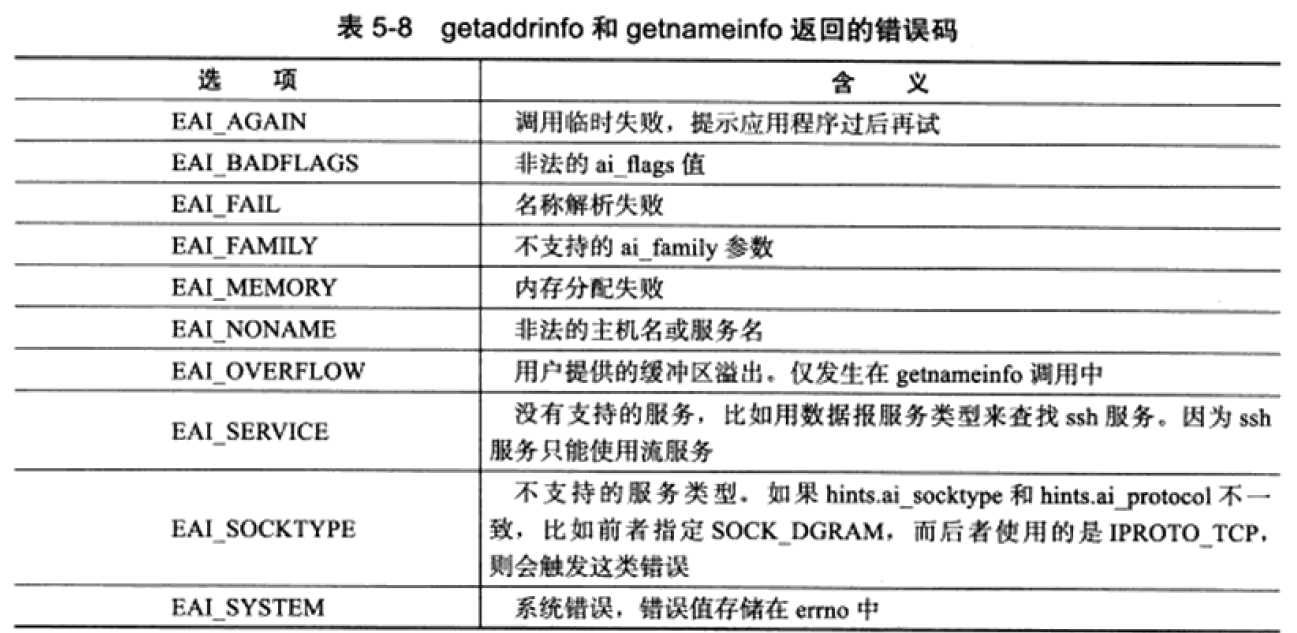 表 5-8 getaddrinfo 和 getnameinfo 返回的错误码
选 项 含 义
EAI_AGAIN 调用临时失败，提示应用程序过后再试
EAI_BADFLAGS 非法的 ai_flags 值
EAI_FAIL 名称解析失败
EAI_FAMILY 不支持的 ai_family 参数
EAI_MEMORY 内存分配失败
EAI_NONAME 非法的主机名或服务名
EAI_OVERFLOW 用户提供的缓冲区溢出。仅发生在 getnameinfo 调用中
EAI_SERVICE 没有支持的服务，比如用数据报服务类型来查找 ssh 服务。因为 ssh
服务只能使用流服务
EAI_SOCKTYPE 不支持的服务类型。如果 hints.ai_socktype 和 hints.ai_protocol 不一
致，比如前者指定 SOCK_DGRAM，而后者使用的是 IPROTO_TCP，
则会触发这类错误
EAI_SYSTEM 系统错误，错误值存储在 errno 中